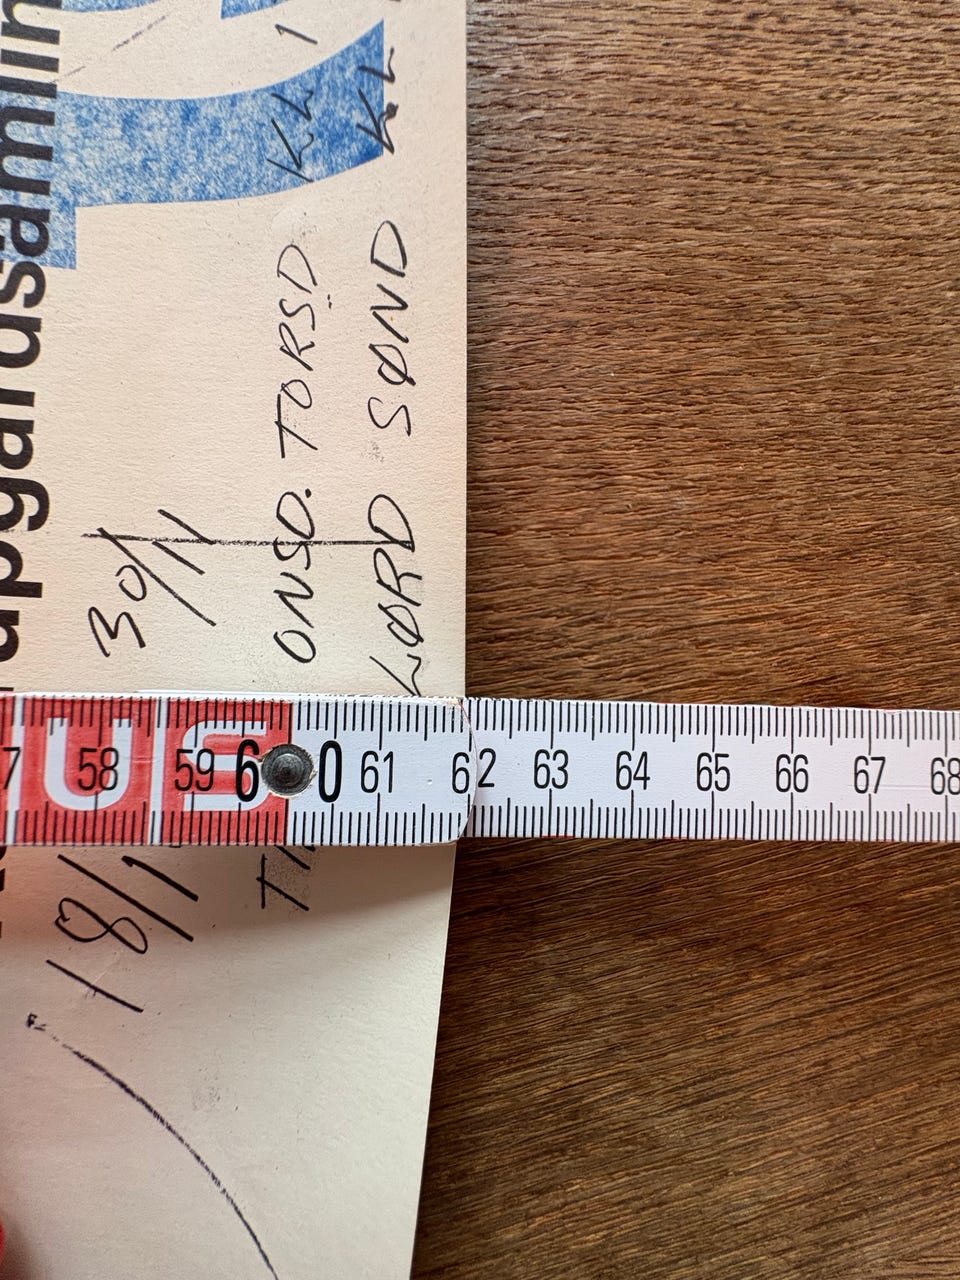 30/11
ONSD. TORSD KL 1
LØRD SØND KL
18/1
57 58 59 60 61 62 63 64 65 66 67 68
US